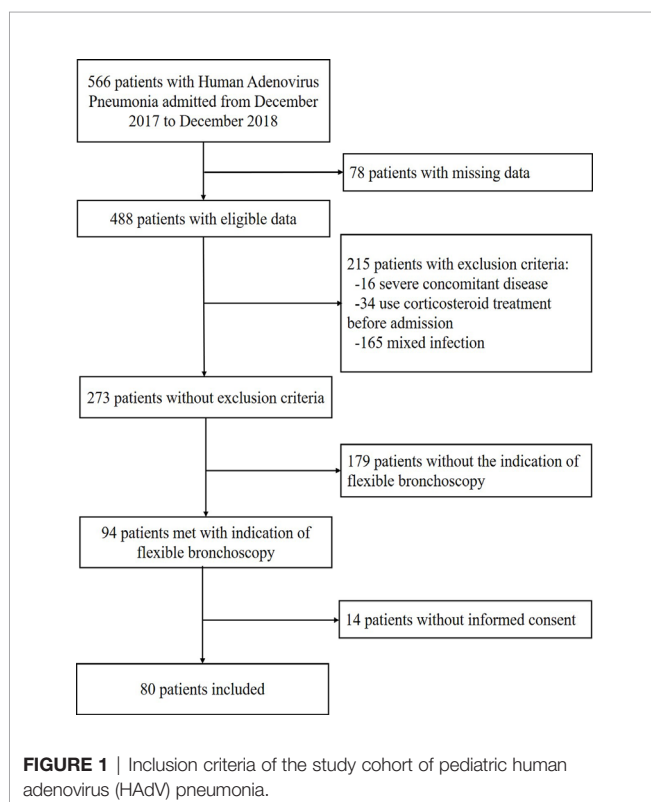 566 patients with Human Adenovirus
Pneumonia admitted from December
2017 to December 2018
78 patients with missing data
488 patients with eligible data
215 patients with exclusion criteria:
-16 severe concomitant disease
-34 use corticosteroid treatment
before admission
-165 mixed infection
273 patients without exclusion criteria
179 patients without the indication of
flexible bronchoscopy
94 patients met with indication of
flexible bronchoscopy
14 patients without informed consent
80 patients included
FIGURE 1 | Inclusion criteria of the study cohort of pediatric human
adenovirus (HAdV) pneumonia.